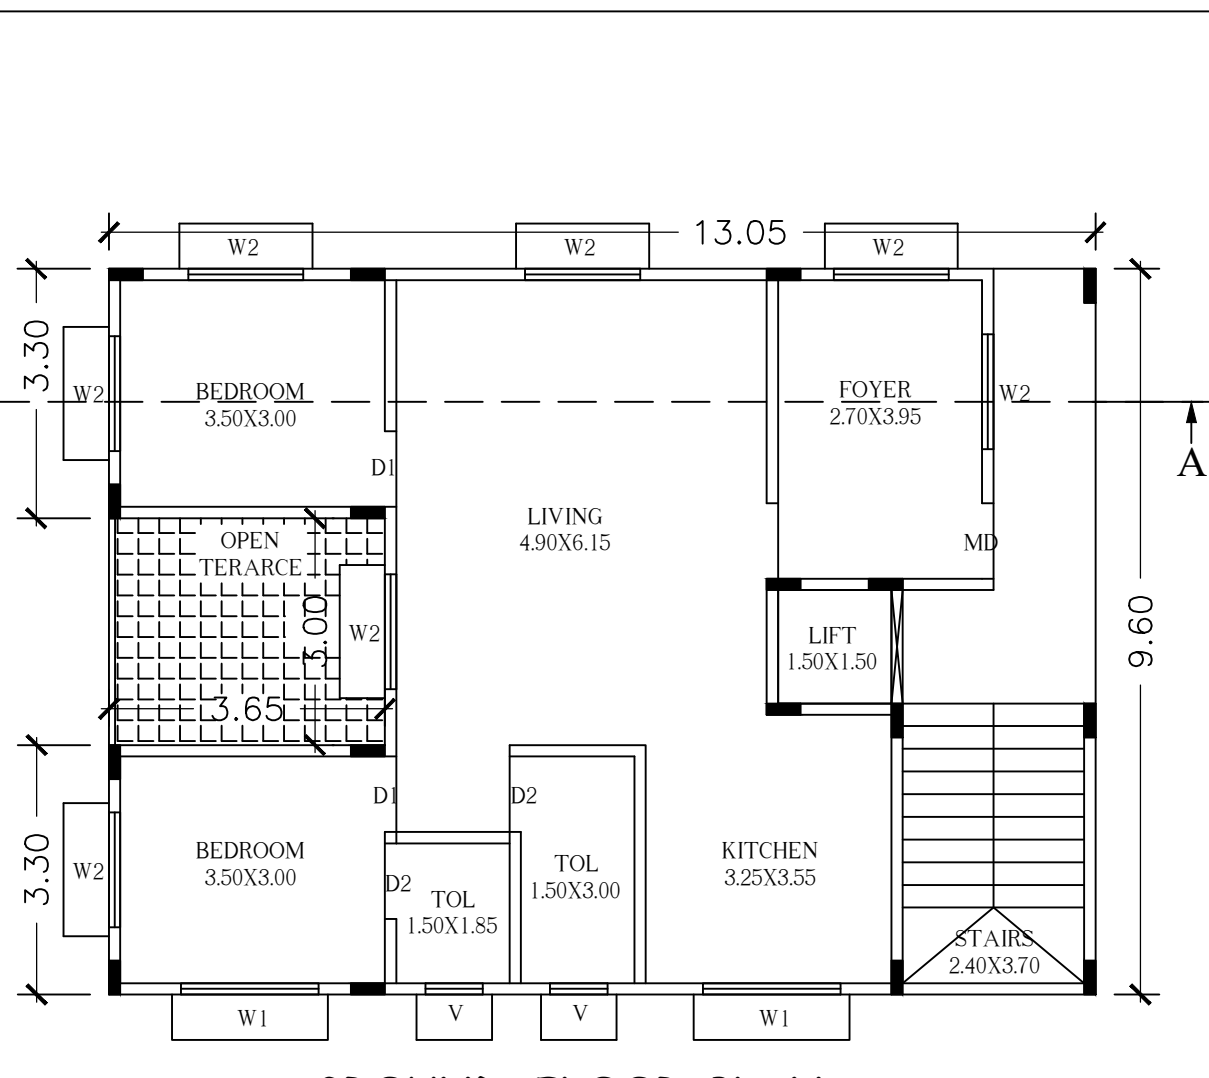 13.05
W2
W2
W2
3.30
W2
BEDROOM
3.50X3.00
FOYER
2.70X3.95
W2
A
D1
LIVING
4.90X6.15
OPEN
TERARCE
MD
3.00
W2
LIFT
1.50X1.50
9.60
3.65
D1
D2
3.30
W2
BEDROOM
3.50X3.00
D2
TOL
1.50X1.85
TOL
1.50X3.00
KITCHEN
3.25X3.55
STAIRS
2.40X3.70
W1
V
V
W1